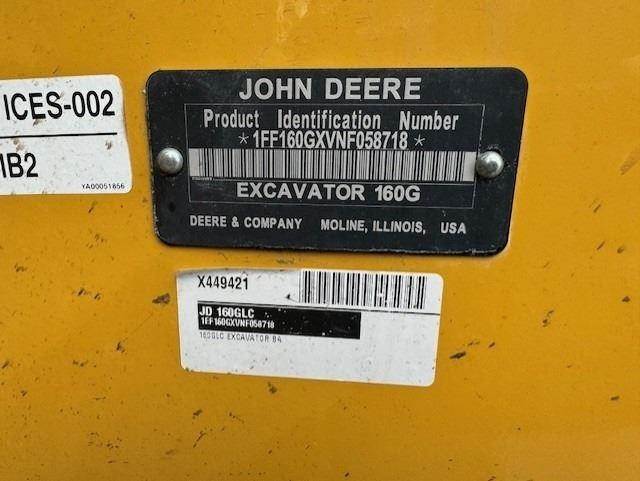 ICES-002
IB2
YA00051856
JOHN DEERE
Product Identification Number
*1FF160GXVNF058718*
EXCAVATOR 160G
DEERE & COMPANY MOLINE, ILLINOIS, USA
X449421
JD 160GLC
1FF160GXVNF058718
160GLC EXCAVATOR B4